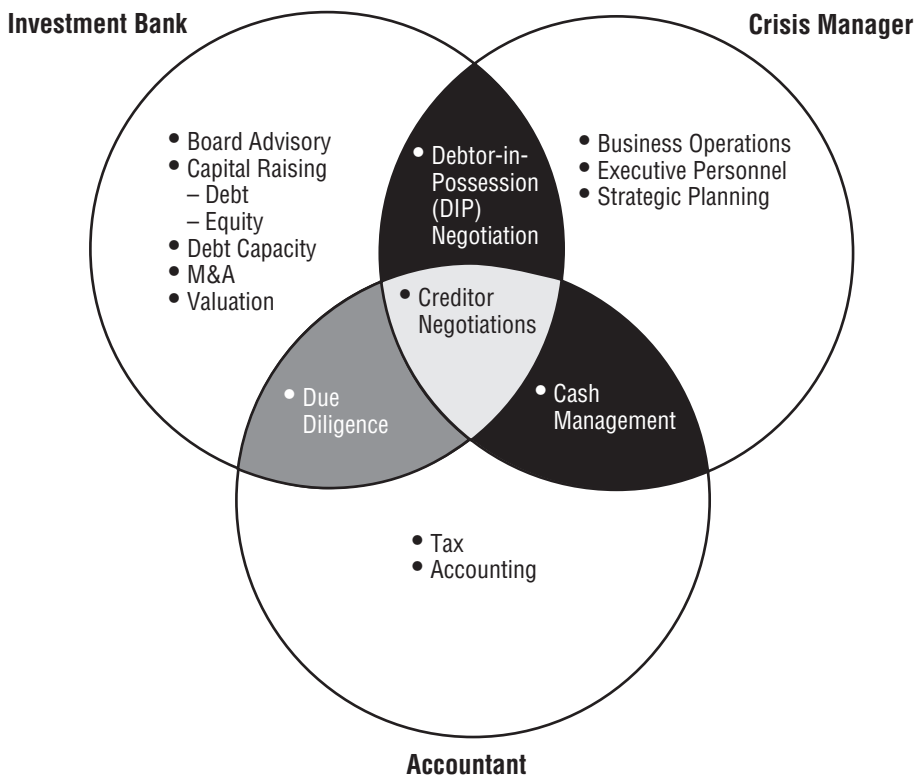 Investment Bank
Crisis Manager
• Board Advisory
• Capital Raising
– Debt
– Equity
• Debt Capacity
• M&A
• Valuation
• Debtor-in-
Possession
(DIP)
Negotiation
• Business Operations
• Executive Personnel
• Strategic Planning
• Creditor
Negotiations
• Due
Diligence
• Cash
Management
• Tax
• Accounting
Accountant